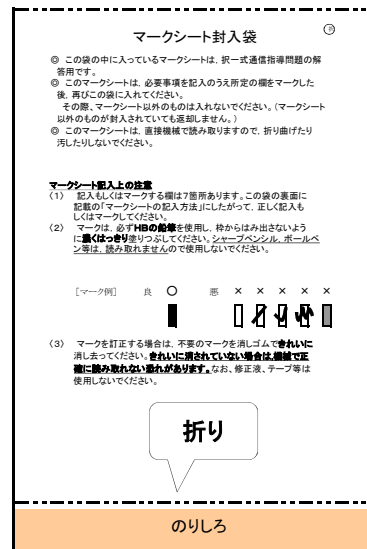 マークシート封入袋
◎ この袋の中に入っているマークシートは、択一式通信指導問題の解
答用です。
◎ このマークシートは、必要事項を記入のうえ所定の欄をマークした
後、再びこの袋に入れてください。
その際、マークシート以外のものは入れないでください。(マークシート
以外のものが封入されていても返却しません。)
◎ このマークシートは、直接機械で読み取りますので、折り曲げたり
汚したりしないでください。
マークシート記入上の注意
(1) 記入もしくはマークする欄は7箇所あります。この袋の裏面に
記載の「マークシートの記入方法」にしたがって、正しく記入も
しくはマークしてください。
(2) マークは、必ずHBの鉛筆を使用し、枠からはみ出さないよう
に濃くはっきり塗りつぶしてください。シャープペンシル、ボールペ
ン等は、読み取れませんので使用しないでください。
[マーク例] 良 ○ 悪 × × × × ×
(3) マークを訂正する場合は、不要のマークを消しゴムできれいに
消し去ってください。きれいに消されていない場合は、機械で正
確に読み取れない恐れがあります。なお、修正液、テープ等は
使用しないでください。
折り
のりしろ